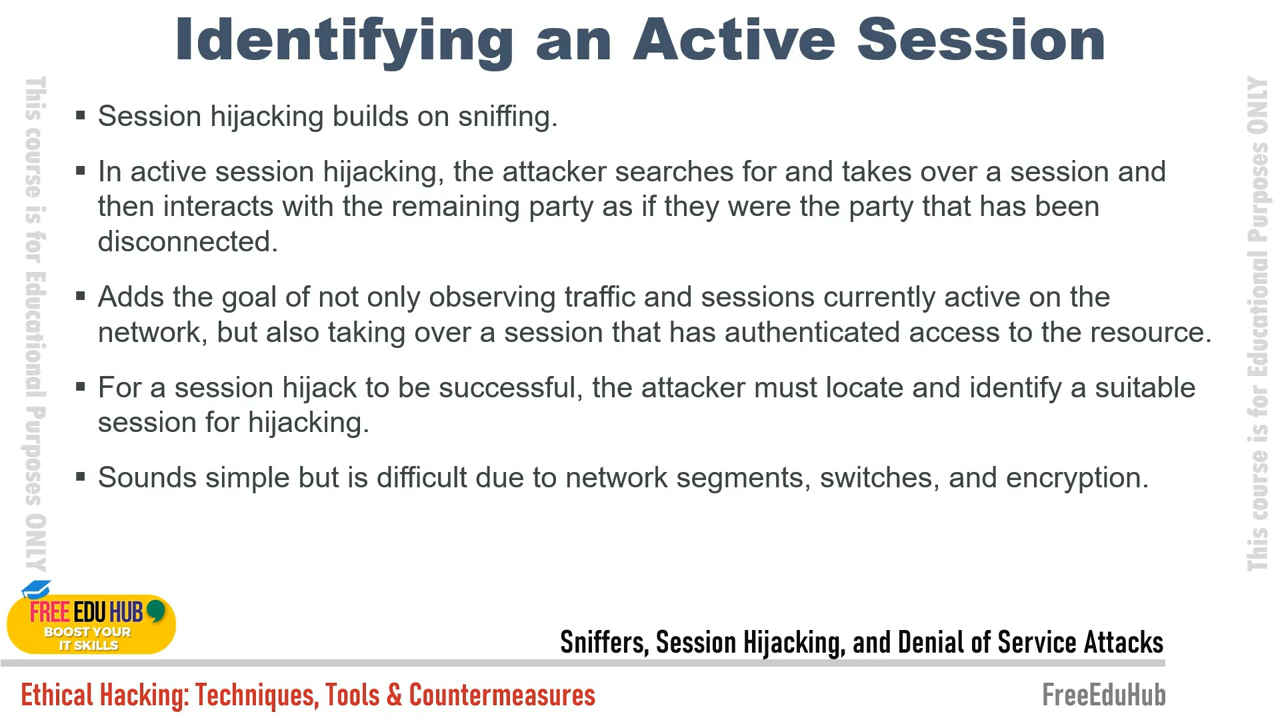 Identifying an Active Session
This course is for Educational Purposes ONLY
▪ Session hijacking builds on sniffing.
▪ In active session hijacking, the attacker searches for and takes over a session and
then interacts with the remaining party as if they were the party that has been
disconnected.
▪ Adds the goal of not only observing traffic and sessions currently active on the
network, but also taking over a session that has authenticated access to the resource.
▪ For a session hijack to be successful, the attacker must locate and identify a suitable
session for hijacking.
▪ Sounds simple but is difficult due to network segments, switches, and encryption.
This course is for Educational Purposes ONLY
FREE EDU HUB
BOOST YOUR
IT SKILLS
Sniffers, Session Hijacking, and Denial of Service Attacks
Ethical Hacking: Techniques, Tools & Countermeasures
FreeEduHub